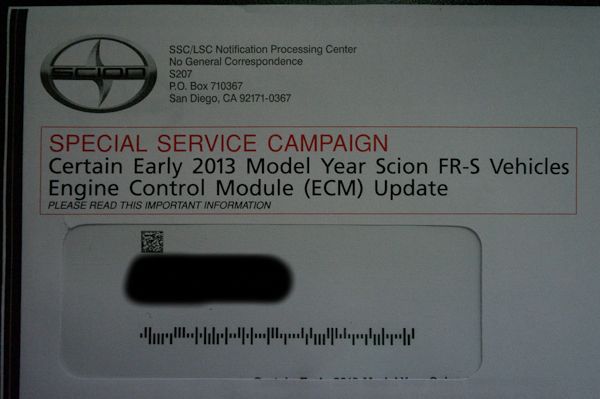 SCION
SSC/LSC Notification Processing Center
No General Correspondence
S207
P.O. Box 710367
San Diego, CA 92171-0367
SPECIAL SERVICE CAMPAIGN
Certain Early 2013 Model Year Scion FR-S Vehicles
Engine Control Module (ECM) Update
PLEASE READ THIS IMPORTANT INFORMATION